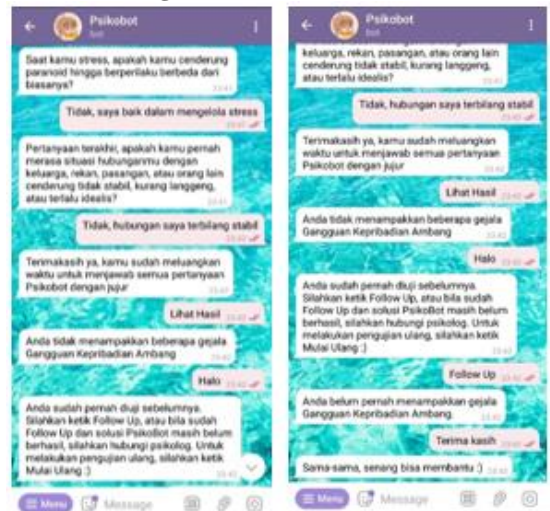 Psikobot
bot
Saat kamu stress, apakah kamu cenderung
paranoid hingga berperilaku berbeda dari
biasanya?
Tidak, saya baik dalam mengelola stress
Pertanyaan terakhir, apakah kamu pernah
merasa situasi hubunganmu dengan
keluarga, rekan, pasangan, atau orang lain
cenderung tidak stabil, kurang langgeng,
atau terlalu idealis?
Tidak, hubungan saya terbilang stabil
Terimakasih ya, kamu sudah meluangkan
waktu untuk menjawab semua pertanyaan
Psikobot dengan jujur
Lihat Hasil
Anda tidak menampakkan beberapa gejala
Gangguan Kepribadian Ambang
Halo
Anda sudah pernah diuji sebelumnya.
Silahkan ketik Follow Up, atau bila sudah
Follow Up dan solusi PsikoBot masih belum
berhasil, silahkan hubungi psikolog. Untuk
melakukan pengujian ulang, silahkan ketik
Mulai Ulang :)
Menu
Message
Psikobot
bot
keluarga, rekan, pasangan, atau orang lain
cenderung tidak stabil, kurang langgeng,
atau terlalu idealis?
Tidak, hubungan saya terbilang stabil
Terimakasih ya, kamu sudah meluangkan
waktu untuk menjawab semua pertanyaan
Psikobot dengan jujur
Lihat Hasil
Anda tidak menampakkan beberapa gejala
Gangguan Kepribadian Ambang
Halo
Anda sudah pernah diuji sebelumnya.
Silahkan ketik Follow Up, atau bila sudah
Follow Up dan solusi PsikoBot masih belum
berhasil, silahkan hubungi psikolog. Untuk
melakukan pengujian ulang, silahkan ketik
Mulai Ulang :)
Follow Up
Anda belum pernah menampakkan gejala
Gangguan Kepribadian Ambang
Terima kasih
Sama-sama, senang bisa membantu :)
Menu
Message